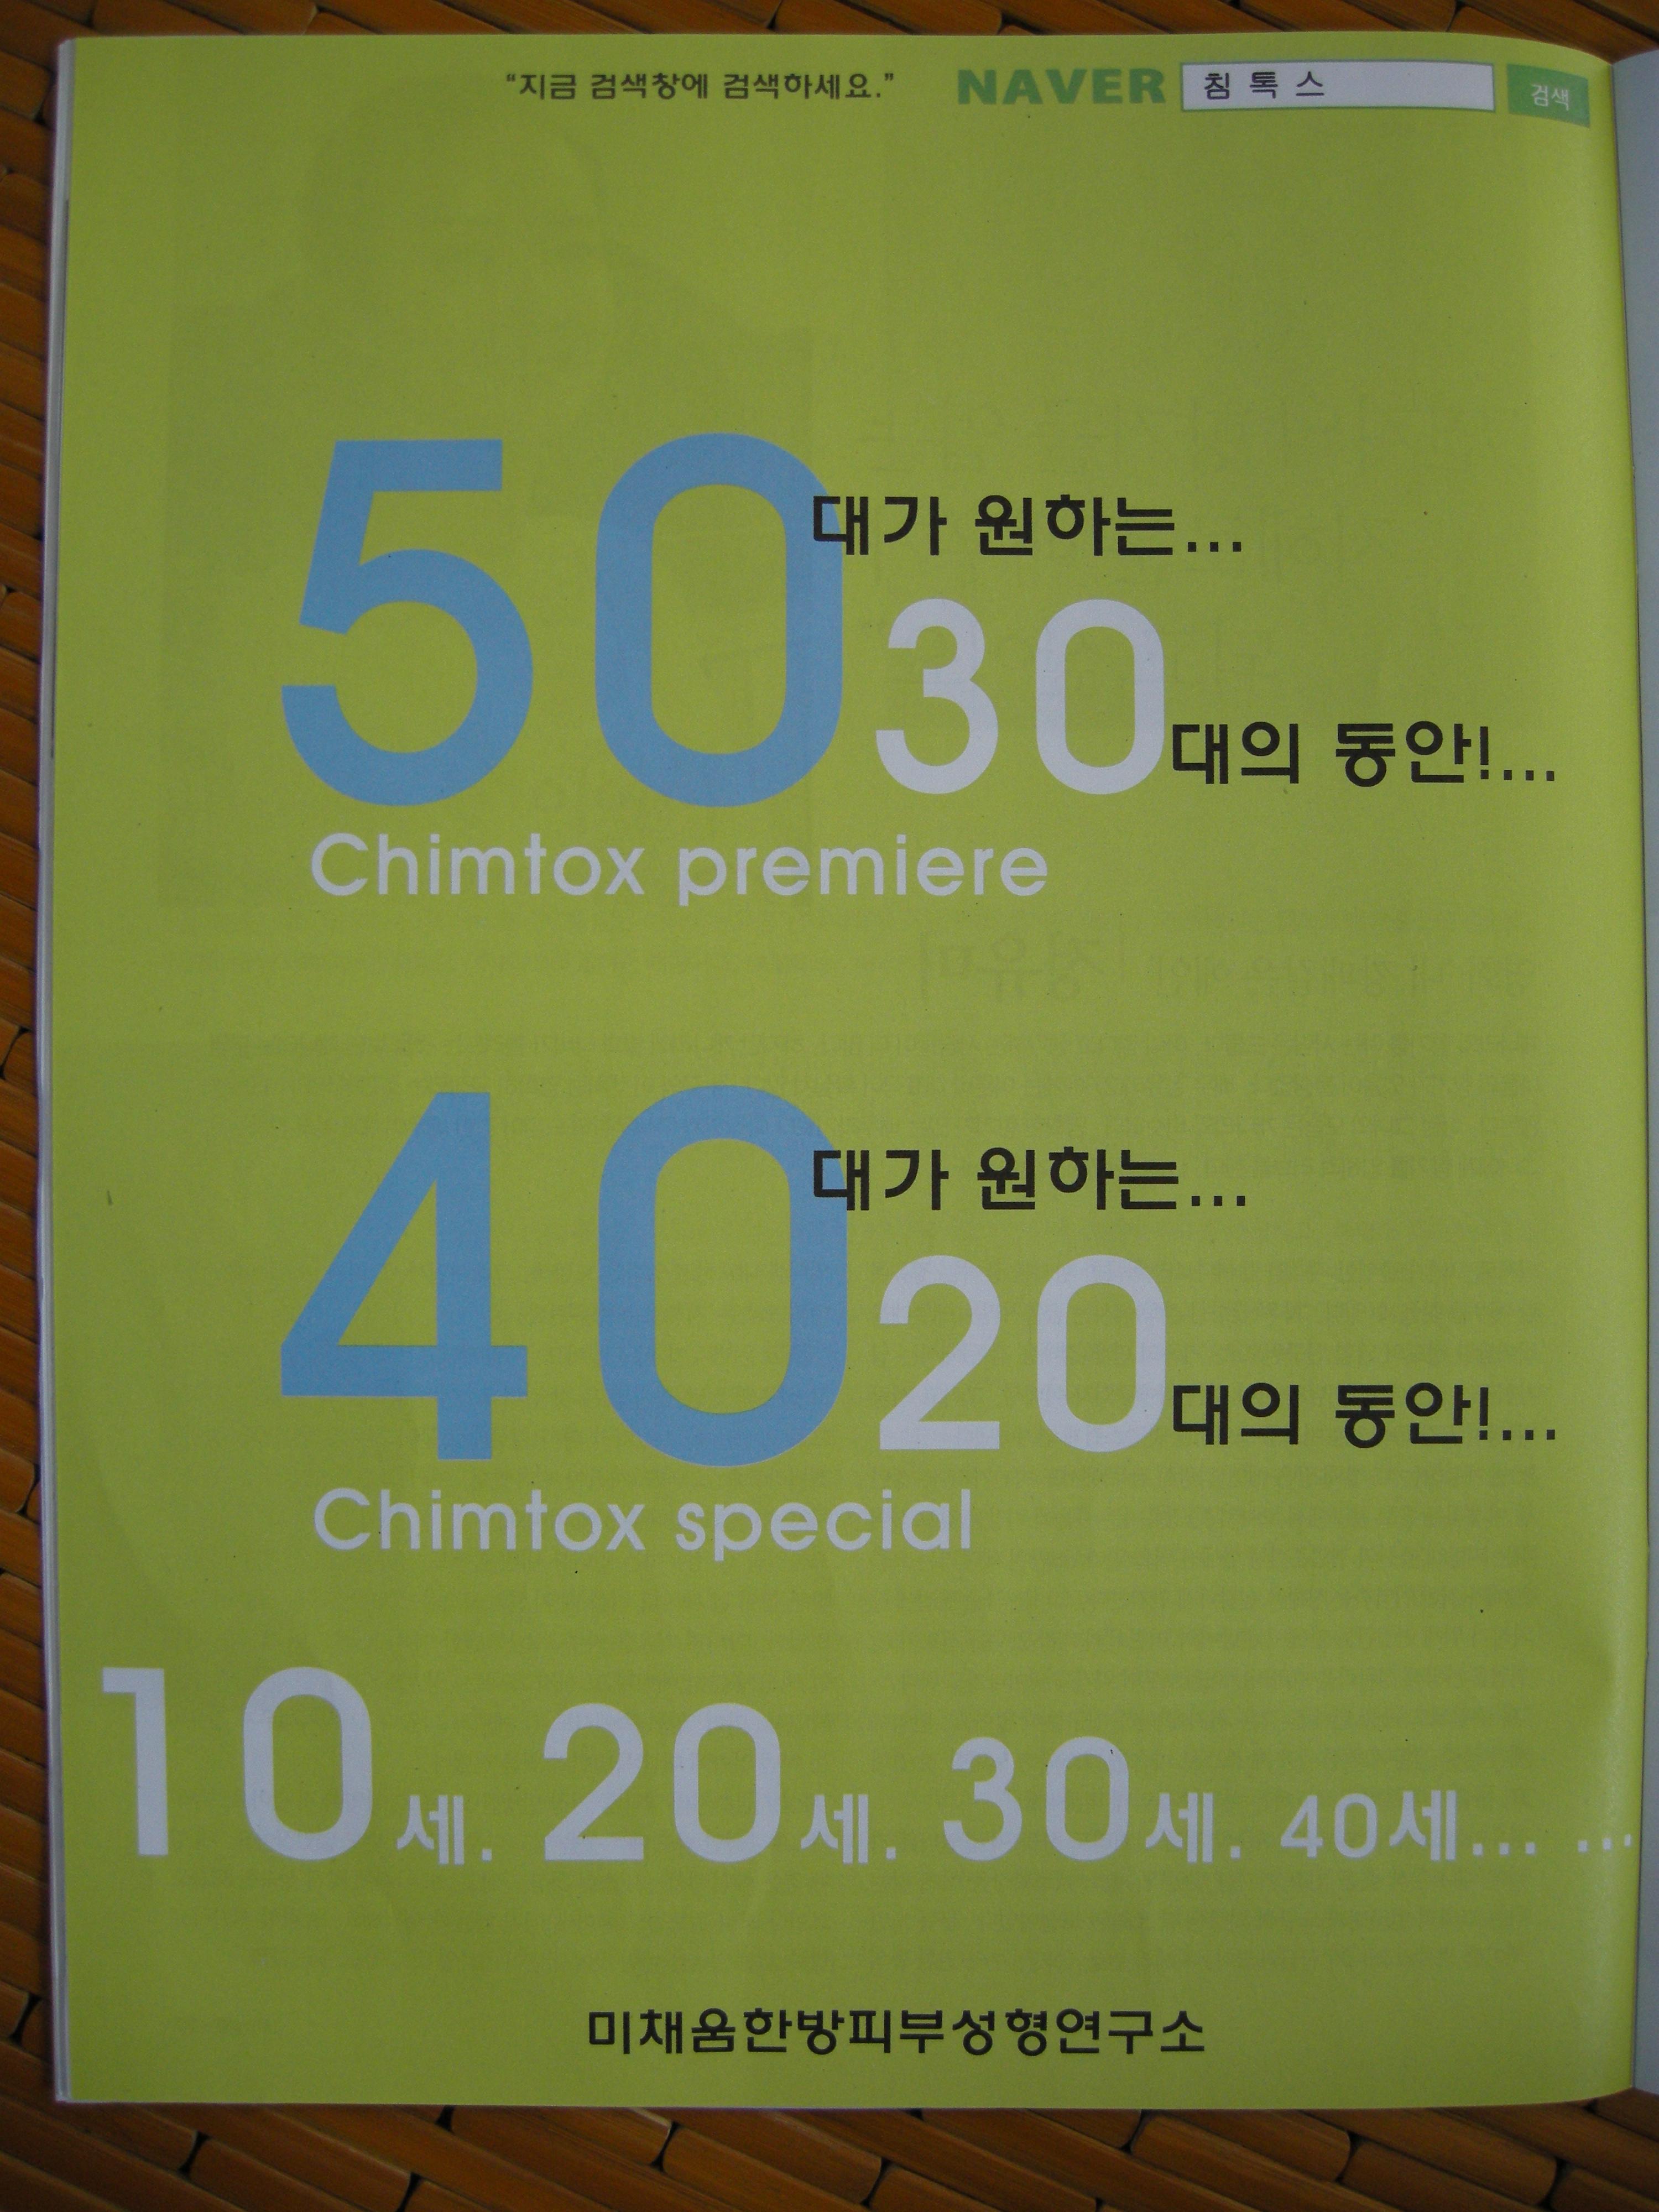 “지금 검색창에 검색하세요.” NAVER 침톡스 검색
50대가 원하는...
30대의 동안!...
Chimtox premiere
40대가 원하는...
20대의 동안!...
Chimtox special
10세. 20세. 30세. 40세... ...
미채움한방피부성형연구소